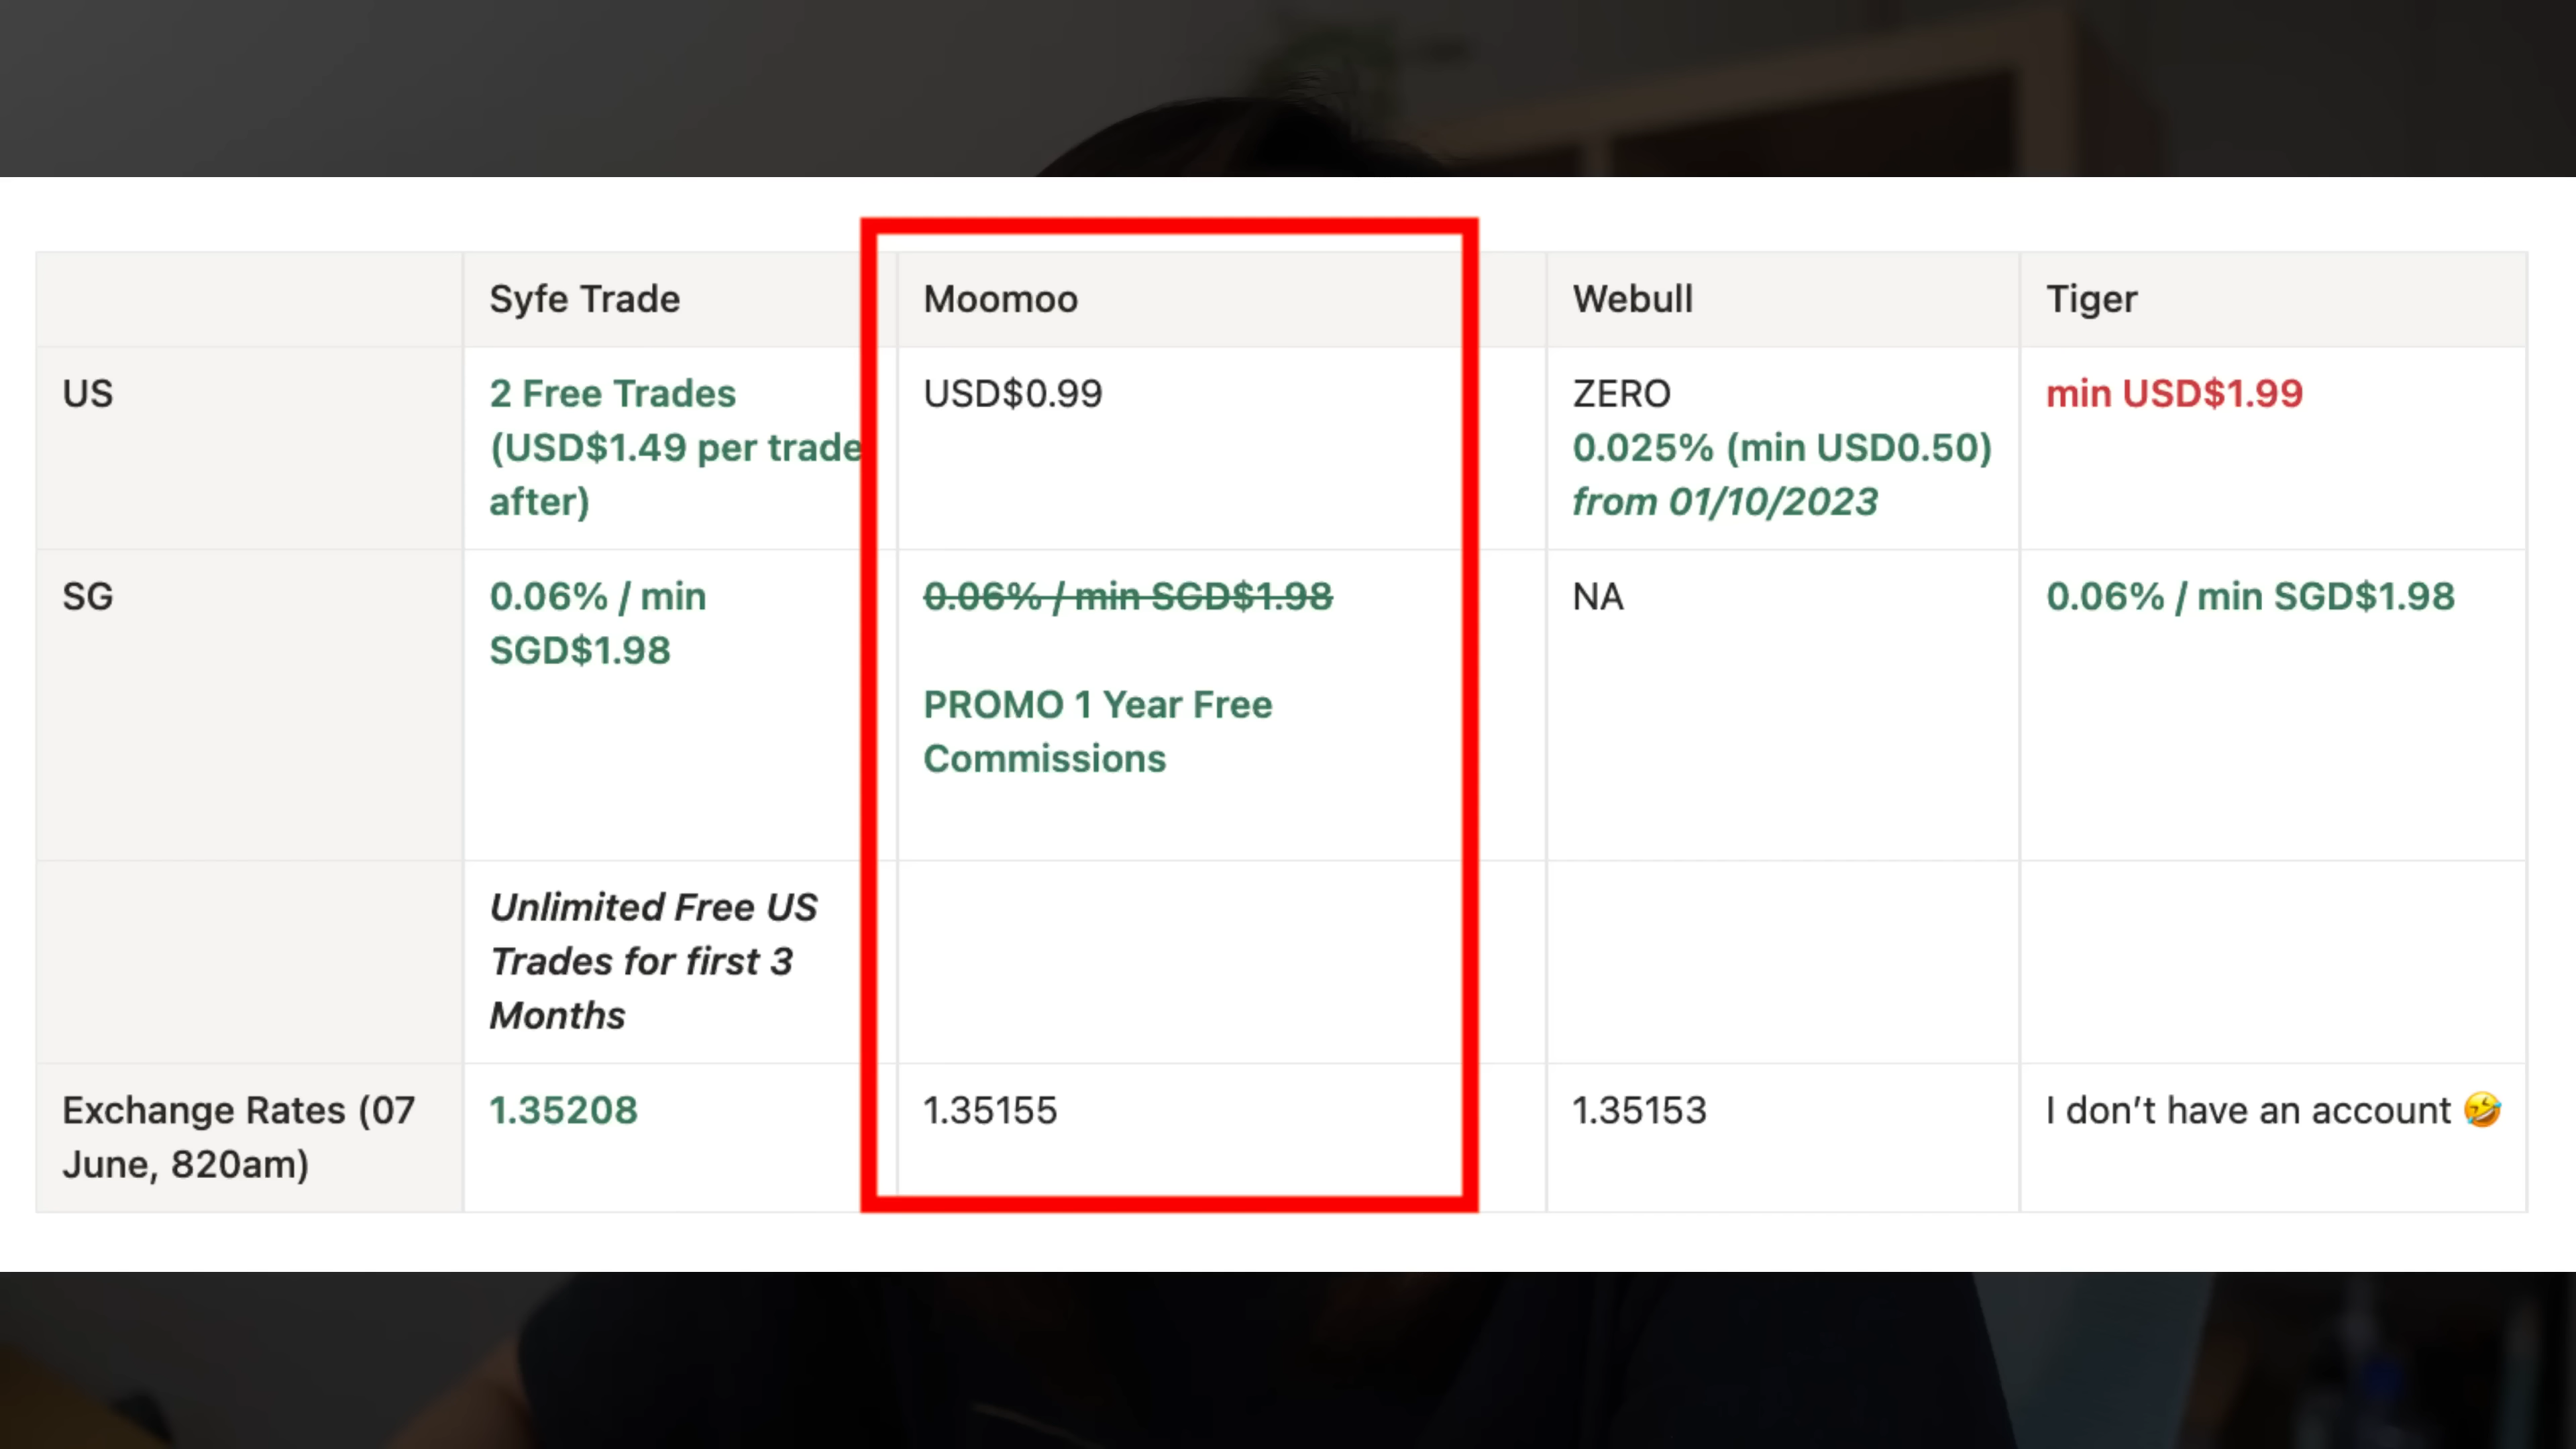 Syfe Trade
Moomoo
Webull
Tiger
US
2 Free Trades
(USD$1.49 per trade
after)
USD$0.99
ZERO
0.025% (min USD0.50)
from 01/10/2023
min USD$1.99
SG
0.06% / min
SGD$1.98
0.06% / min SGD$1.98
PROMO 1 Year Free
Commissions
NA
0.06% / min SGD$1.98
Unlimited Free US
Trades for first 3
Months
Exchange Rates (07
June, 820am)
1.35208
1.35155
1.35153
I don’t have an account 🤣